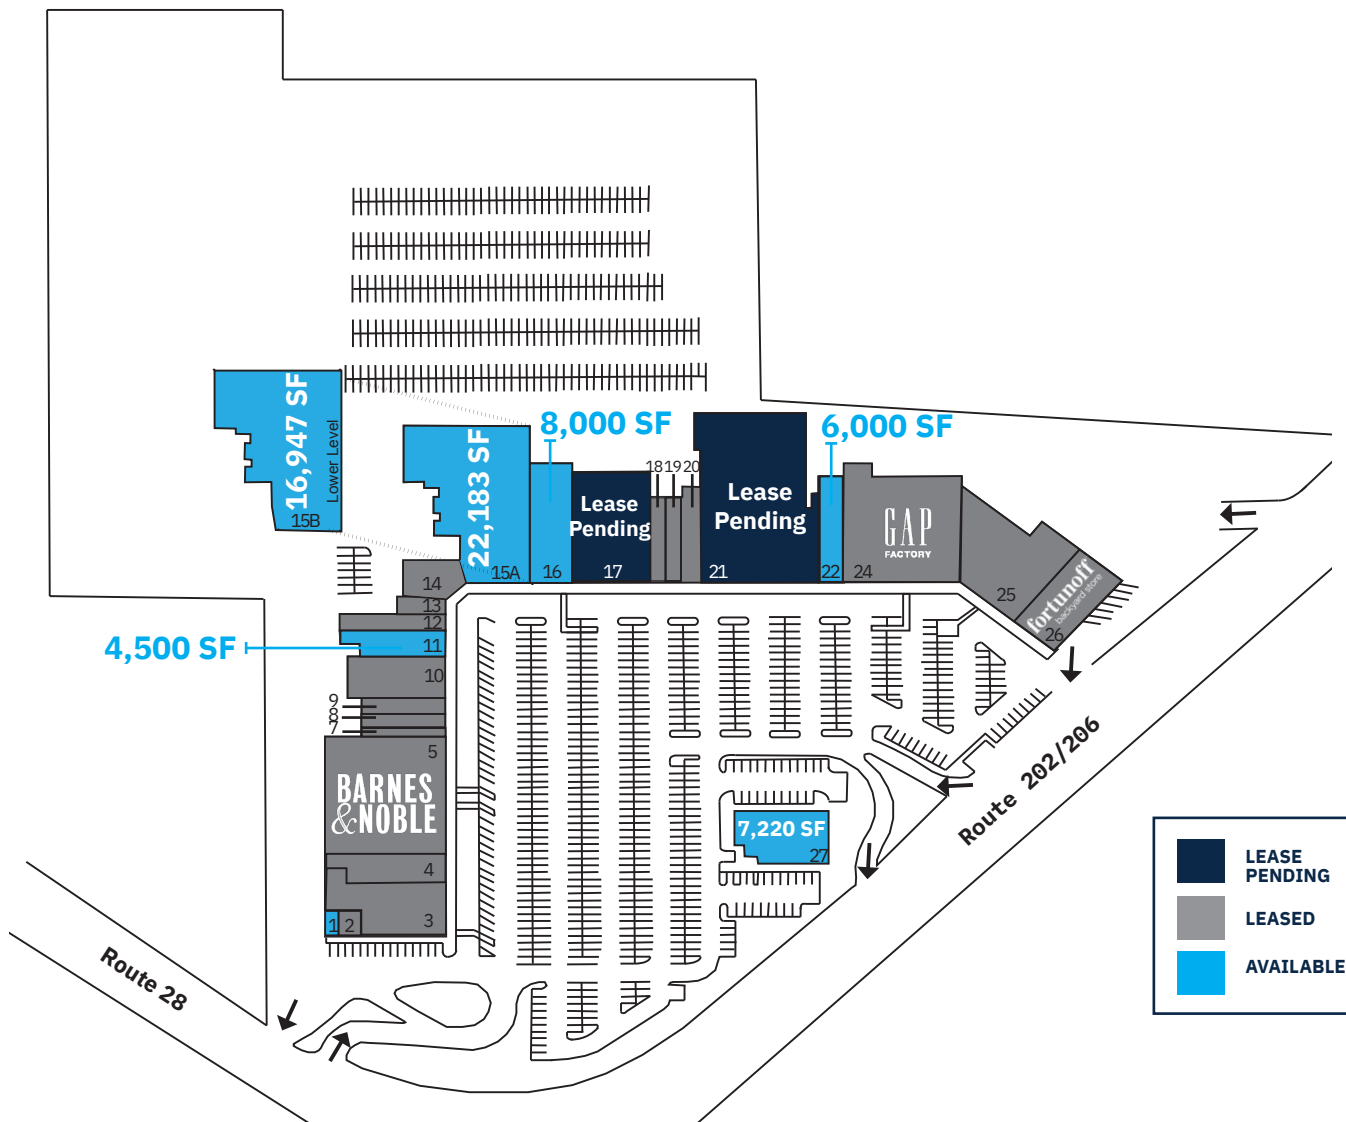 8,000 SF
6,000 SF
16,947 SF
Lower Level
15B
22,183 SF
15A
16
Lease
Pending
17
18
19
20
Lease
Pending
21
22
GAP
FACTORY
24
25
fortunoff
backyard store
26
14
13
12
4,500 SF
11
10
9
8
7
5
BARNES
&NOBLE
4
3
1
2
7,220 SF
27
Route 202/206
Route 28
LEASE
PENDING
LEASED
AVAILABLE